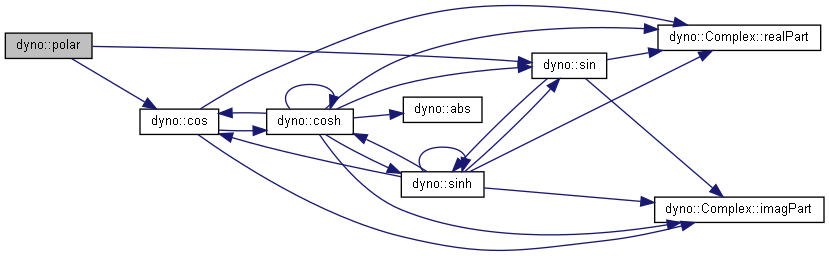 dyno::polar
dyno::cos
dyno::cosh
dyno::abs
dyno::sinh
dyno::sin
dyno::Complex::realPart
dyno::Complex::imagPart